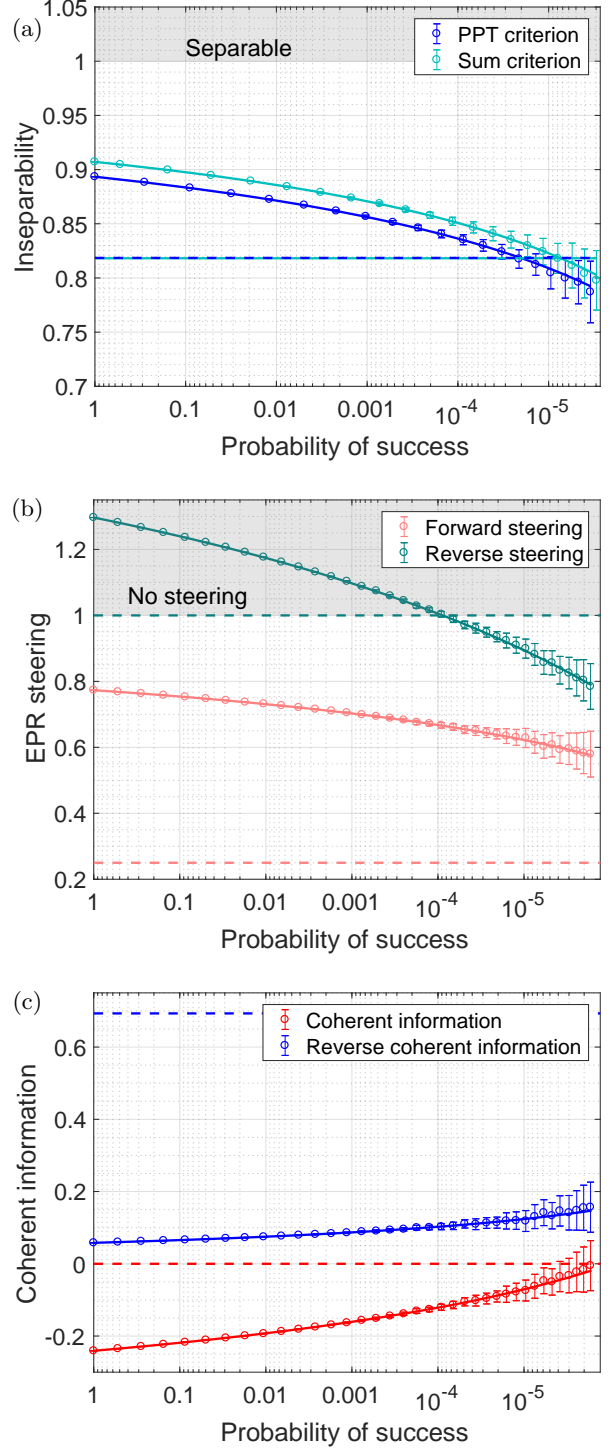 (a)
1.05
1
0.95
0.9
0.85
0.8
0.75
0.7
Inseparability
Separable
PPT criterion
Sum criterion
1
0.1
0.01
0.001
10^-4
10^-5
Probability of success
(b)
1.2
1
0.8
0.6
0.4
0.2
EPR steering
No steering
Forward steering
Reverse steering
1
0.1
0.01
0.001
10^-4
10^-5
Probability of success
(c)
0.6
0.4
0.2
0
-0.2
Coherent information
Coherent information
Reverse coherent information
1
0.1
0.01
0.001
10^-4
10^-5
Probability of success